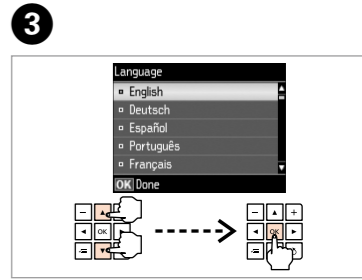 3
Language
English
Deutsch
Español
Português
Français
OK Done
OK
OK